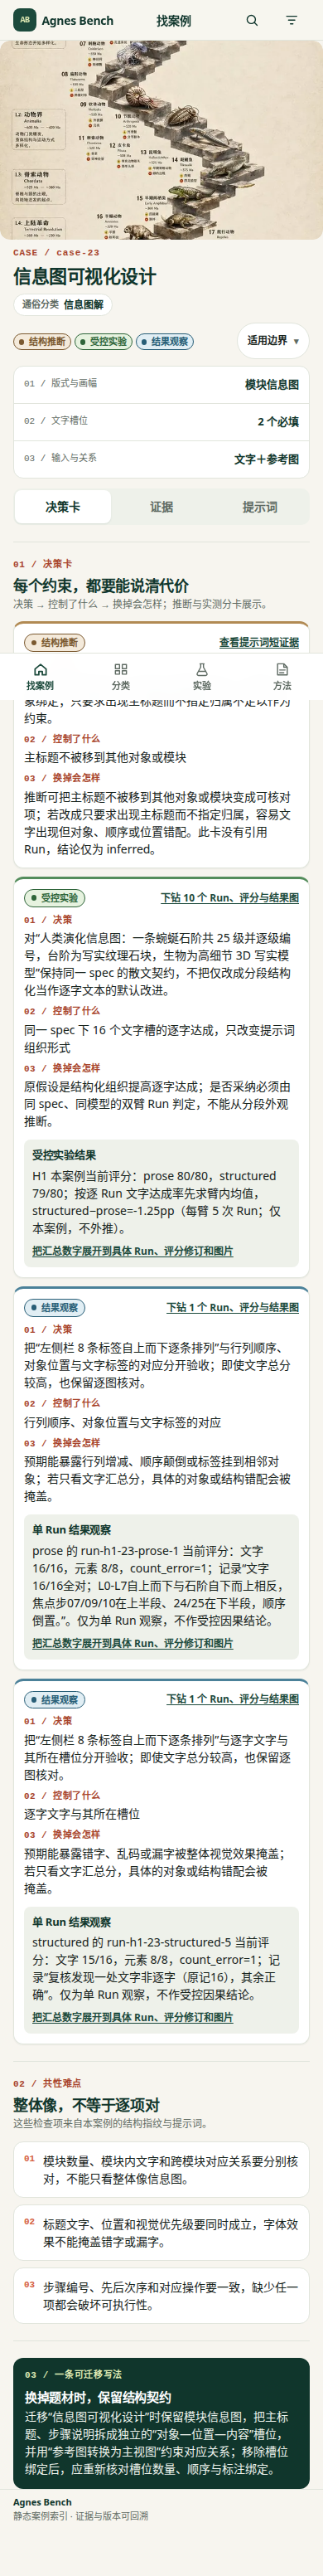 AB Agnes Bench 找案例
CASE / case-23
信息图可视化设计
通俗分类 信息图解
结构推断 受控实验 结果观察 适用边界
01 / 版式与画幅 模块信息图
02 / 文字槽位 2 个必填
03 / 输入与关系 文字＋参考图
决策卡 证据 提示词
01 / 决策卡
每个约束，都要能说清代价
决策 → 控制了什么 → 换掉会怎样；推断与实测分卡展示。
结构推断 查看提示词短证据
找案例 分类 实验 方法
约束。
02 / 控制了什么
主标题不被移到其他对象或模块
03 / 换掉会怎样
推断可把主标题不被移到其他对象或模块变成可核对
项；若改成只要求出现主标题而不指定归属，容易文
字出现但对象、顺序或位置错配。此卡没有引用
Run，结论仅为 inferred。
受控实验 下钻 10 个 Run、评分与结果图
01 / 决策
对“人类演化信息图：一条蜿蜒石阶共 25 级并逐级编
号，台阶为写实纹理石块，生物为高细节 3D 写实模
型”保持同一 spec 的散文契约，不把仅改成分段结构
化当作逐字文本的默认改进。
02 / 控制了什么
同一 spec 下 16 个文字槽的逐字达成，只改变提示词
组织形式
03 / 换掉会怎样
原假设是结构化组织提高逐字达成；是否采纳必须由
同 spec、同模型的双臂 Run 判定，不能从分段外观
推断。
受控实验结果
H1 本案例当前评分：prose 80/80，structured
79/80；按逐 Run 文字达成率先求臂内均值，
structured−prose=-1.25pp（每臂 5 次 Run；仅
本案例，不外推）。
把汇总数字展开到具体 Run、评分修订和图片
结果观察 下钻 1 个 Run、评分与结果图
01 / 决策
把“左侧栏 8 条标签自上而下逐条排列”与行列顺序、
对象位置与文字标签的对应分开验收；即使文字总分
较高，也保留逐图核对。
02 / 控制了什么
行列顺序、对象位置与文字标签的对应
03 / 换掉会怎样
预期能暴露行列增减、顺序颠倒或标签挂到相邻对
象；若只看文字汇总分，具体的对象或结构错配会被
掩盖。
单 Run 结果观察
prose 的 run-h1-23-prose-1 当前评分：文字
16/16，元素 8/8，count_error=1；记录“文字
16/16全对；L0-L7自上而下与石阶自下而上相反，
焦点步07/09/10在上半段、24/25在下半段，顺序
倒置。”。仅为单 Run 观察，不作受控因果结论。
把汇总数字展开到具体 Run、评分修订和图片
结果观察 下钻 1 个 Run、评分与结果图
01 / 决策
把“左侧栏 8 条标签自上而下逐条排列”与逐字文字与
其所在槽位分开验收；即使文字总分较高，也保留逐
图核对。
02 / 控制了什么
逐字文字与其所在槽位
03 / 换掉会怎样
预期能暴露错字、乱码或漏字被整体视觉效果掩盖；
若只看文字汇总分，具体的对象或结构错配会被
掩盖。
单 Run 结果观察
structured 的 run-h1-23-structured-5 当前评
分：文字 15/16，元素 8/8，count_error=1；记
录“复核发现一处文字非逐字（原记16），其余正
确”。仅为单 Run 观察，不作受控因果结论。
把汇总数字展开到具体 Run、评分修订和图片
02 / 共性难点
整体像，不等于逐项对
这些检查项来自本案例的结构指纹与提示词。
01 模块数量、模块内文字和跨模块对应关系要分别核
对，不能只看整体像信息图。
02 标题文字、位置和视觉优先级要同时成立，字体效
果不能掩盖错字或漏字。
03 步骤编号、先后次序和对应操作要一致，缺少任一
项都会破坏可执行性。
03 / 一条可迁移写法
换掉题材时，保留结构契约
迁移“信息图可视化设计”时保留模块信息图，把主标
题、步骤说明拆成独立的“对象—位置—内容”槽位，
并用“参考图转换为主视图”约束对应关系；移除槽位
绑定后，应重新核对槽位数量、顺序与标注绑定。
Agnes Bench
静态案例索引 · 证据与版本可回溯